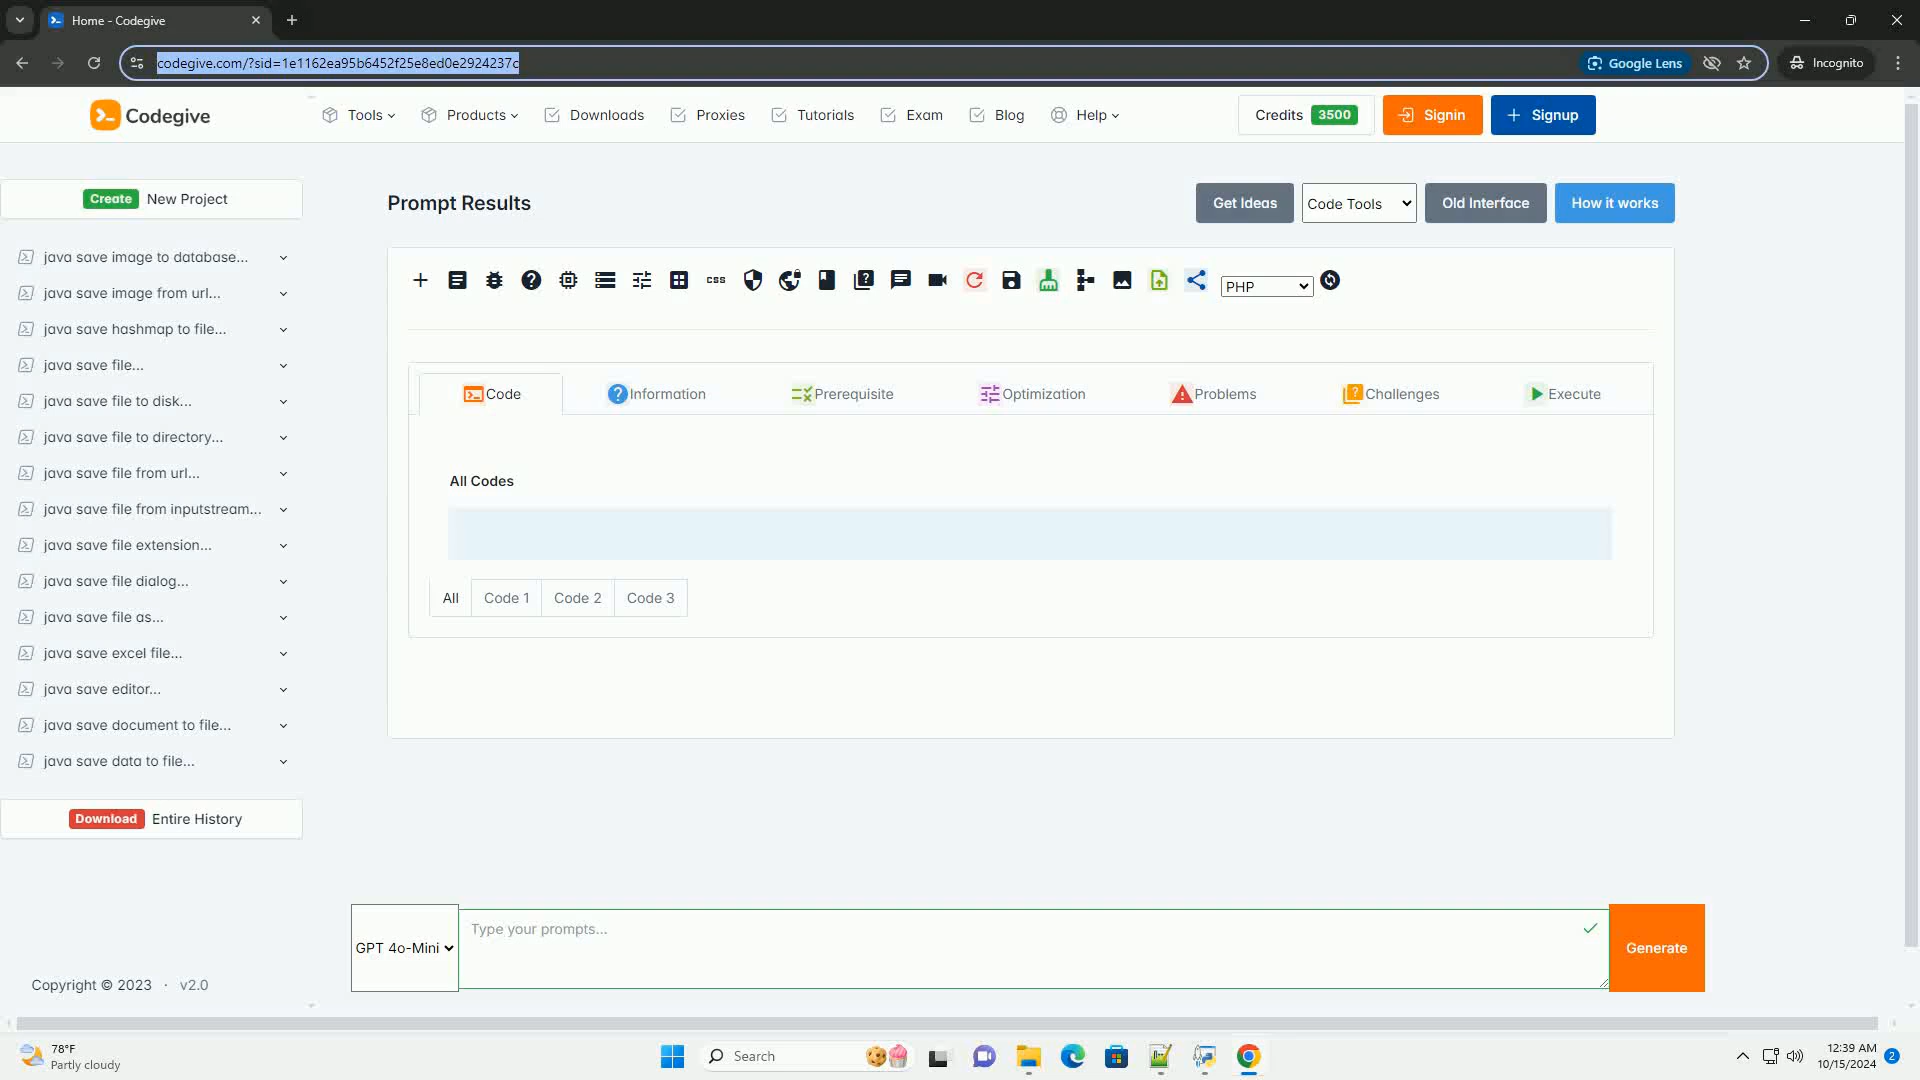 Home - Codegive
codegive.com/?sid=1e1162ea95b6452f25e8ed0e2924237c
Google Lens
Incognito
Codegive
Tools
Products
Downloads
Proxies
Tutorials
Exam
Blog
Help
Credits 3500
Signin
Signup
Create New Project
java save image to database...
java save image from url...
java save hashmap to file...
java save file...
java save file to disk...
java save file to directory...
java save file from url...
java save file from inputstream...
java save file extension...
java save file dialog...
java save file as...
java save excel file...
java save editor...
java save document to file...
java save data to file...
Download Entire History
Copyright © 2023 · v2.0
Prompt Results
Get Ideas
Code Tools
Old Interface
How it works
css
PHP
Code
Information
Prerequisite
Optimization
Problems
Challenges
Execute
All Codes
All
Code 1
Code 2
Code 3
GPT 4o-Mini
Type your prompts...
Generate
78°F
Partly cloudy
Search
12:39 AM
10/15/2024
2